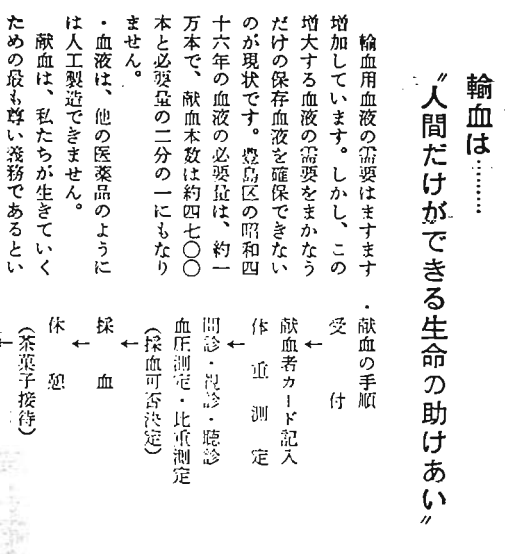 輸血は………
〝人間だけができる生命の助けあい〟
輸血用血液の需要はますます
増加しています。しかし、この
増大する血液の需要をまかなう
だけの保存血液を確保できない
のが現状です。豊島区の昭和四
十六年の血液の必要量は、約一
万本で、献血本数は約四七〇〇
本と必要量の二分の一にもなり
ません。
・血液は、他の医薬品のように
は人工製造できません。
献血は、私たちが生きていく
ための最も尊い義務であるとい
・献血の手順
受付
↓
献血者カード記入
体重測定
↓
問診・視診・聴診
血圧測定・比重測定
(採血可否決定)
↓
採血
↓
休憩
(茶菓子接待)
↓